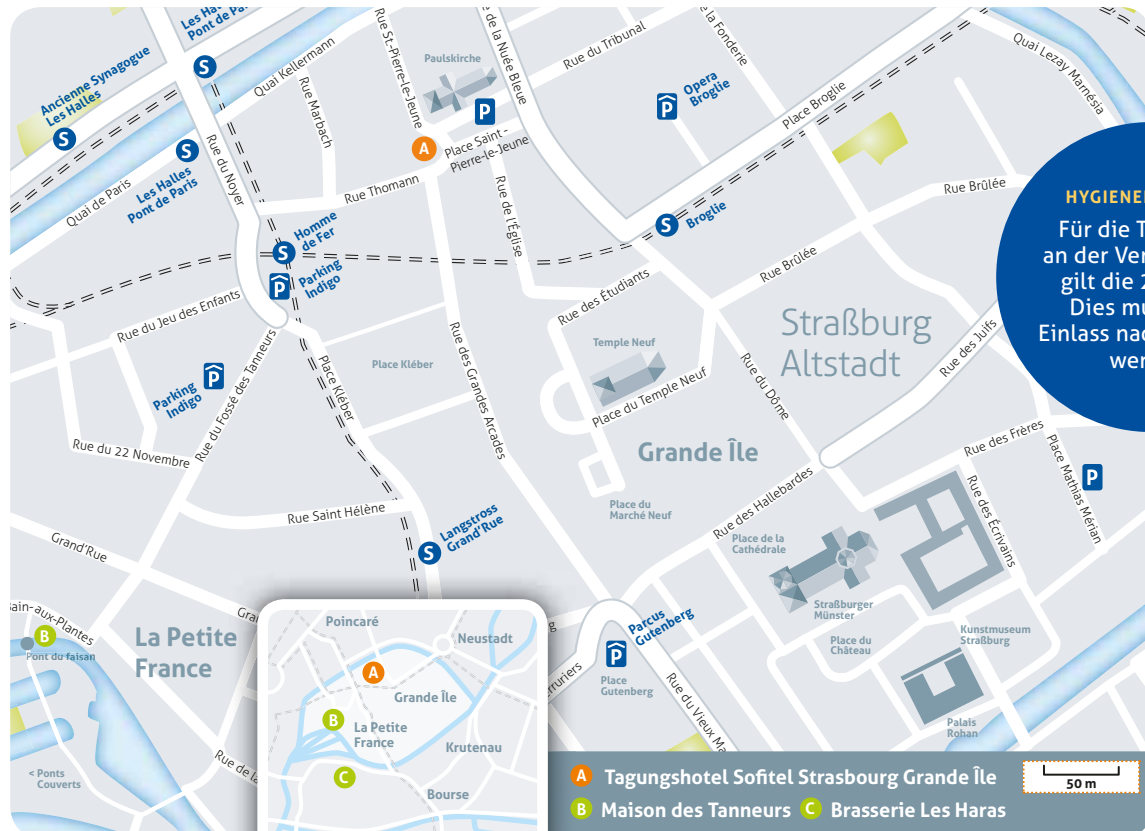 Les Ha
Pont de Pa
Ancienne Synagogue
Les Halles
Quai Kellermann
Rue St.-Pierre-le-Jeune
Paulskirche
de la Nuée Bleue
Rue du Tribunal
e la Fonderie
Quai Lezay Marnésia
Opera
Broglie
Place Broglie
Rue Marbach
Rue du Noyer
Les Halles
Pont de Paris
Quai de Paris
Place Saint-
Pierre-le-Jeune
Rue Thomann
Rue de l'Église
Homme
de Fer
Parking
Indigo
Broglie
Rue Brûlée
Rue Brûlée
HYGIENE
Für die T
an der Ver
gilt die 2
Dies mu
Einlass nac
wer
Rue du Jeu des Enfants
Rue des Étudiants
Straßburg
Altstadt
Rue des Juifs
Temple Neuf
Place Kléber
Place Kléber
Rue des Grandes Arcades
Parking
Indigo
Rue du Fossé des Tanneurs
Rue du Dôme
Place du Temple Neuf
Rue du 22 Novembre
Grande Île
Rue des Frères
Place Mathias Mérian
Rue des Hallebardes
Rue des Écrivains
Place du
Marché Neuf
Rue Saint Hélène
Langstross
Grand'Rue
Place de la
Cathédrale
Grand'Rue
Straßburger
Münster
Place du
Château
Kunstmuseum
Straßburg
Palais
Rohan
ain-aux-Plantes
Pont du faisan
La Petite
France
Gra
Parcus
Gutenberg
Place
Gutenberg
erruriers
Rue du Vieux Ma
Rue de la
< Ponts
Couverts
Poincaré
Neustadt
Grande Île
La Petite
France
Krutenau
Bourse
A
B
C
A
B
S
S
S
S
S
S
P
P
P
P
P
P
A Tagungshotel Sofitel Strasbourg Grande Île
B Maison des Tanneurs C Brasserie Les Haras
50 m